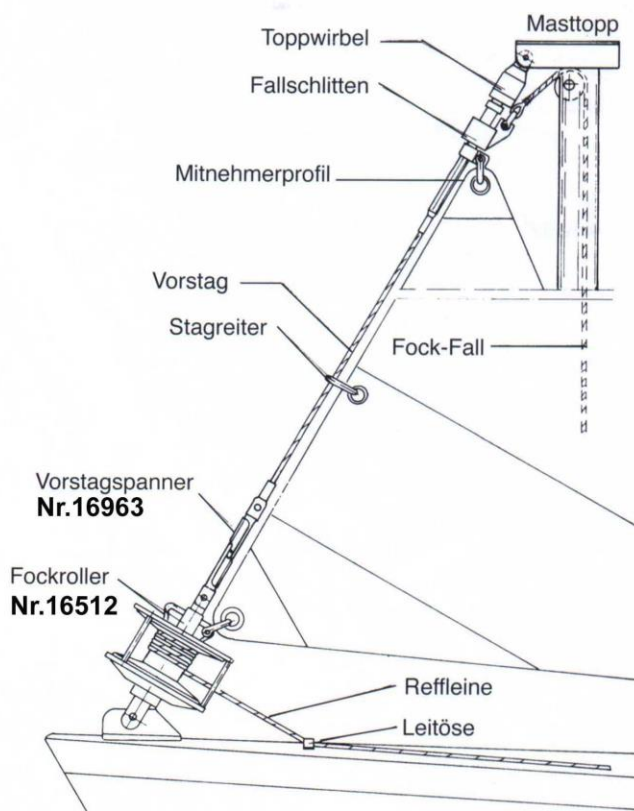 Masttopp
Toppwirbel
Fallschlitten
Mitnehmerprofil
Vorstag
Stagreiter
Fock-Fall
Vorstagspanner
Nr.16963
Fockroller
Nr.16512
Reffleine
Leitöse